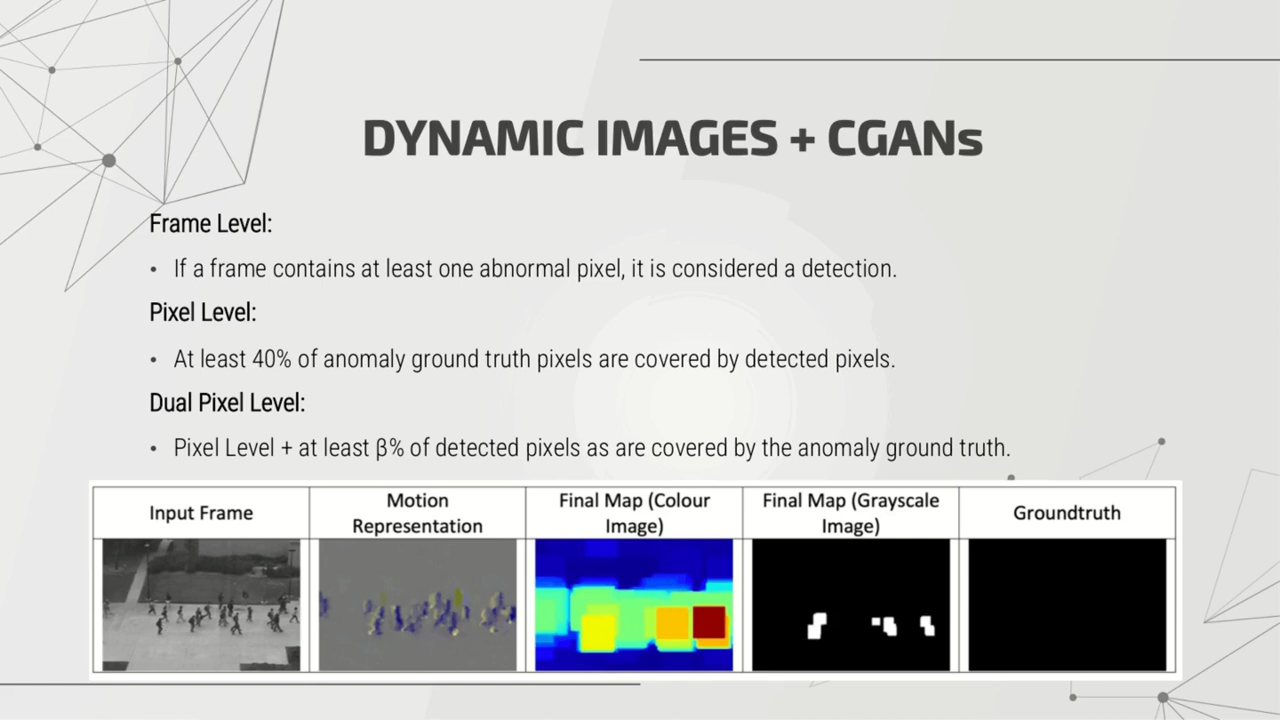 DYNAMIC IMAGES + CGANs
Frame Level:
• If a frame contains at least one abnormal pixel, it is considered a detection.
Pixel Level:
• At least 40% of anomaly ground truth pixels are covered by detected pixels.
Dual Pixel Level:
• Pixel Level + at least β% of detected pixels as are covered by the anomaly ground truth.
Input Frame
Motion
Representation
Final Map (Colour
Image)
Final Map (Grayscale
Image)
Groundtruth